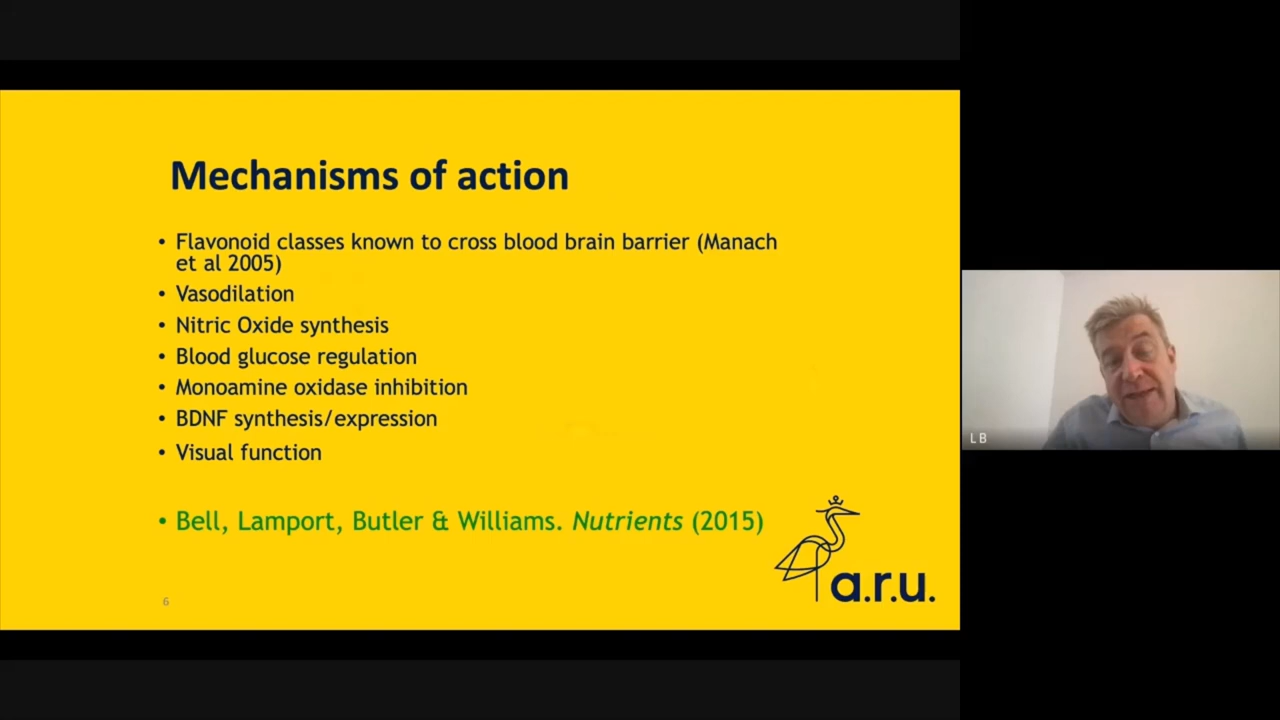 Mechanisms of action
• Flavonoid classes known to cross blood brain barrier (Manach
et al 2005)
• Vasodilation
• Nitric Oxide synthesis
• Blood glucose regulation
• Monoamine oxidase inhibition
• BDNF synthesis/expression
• Visual function
• Bell, Lamport, Butler & Williams. Nutrients (2015)
a.r.u.
6
LB